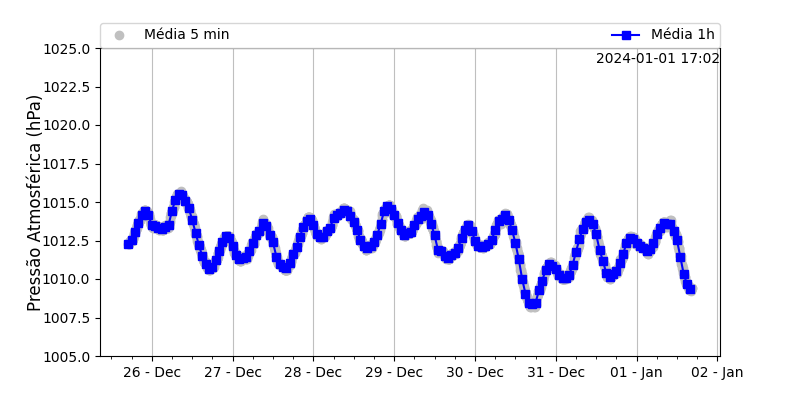 Média 5 min
Média 1h
2024-01-01 17:02
Pressão Atmosférica (hPa)
1025.0
1022.5
1020.0
1017.5
1015.0
1012.5
1010.0
1007.5
1005.0
26 - Dec
27 - Dec
28 - Dec
29 - Dec
30 - Dec
31 - Dec
01 - Jan
02 - Jan